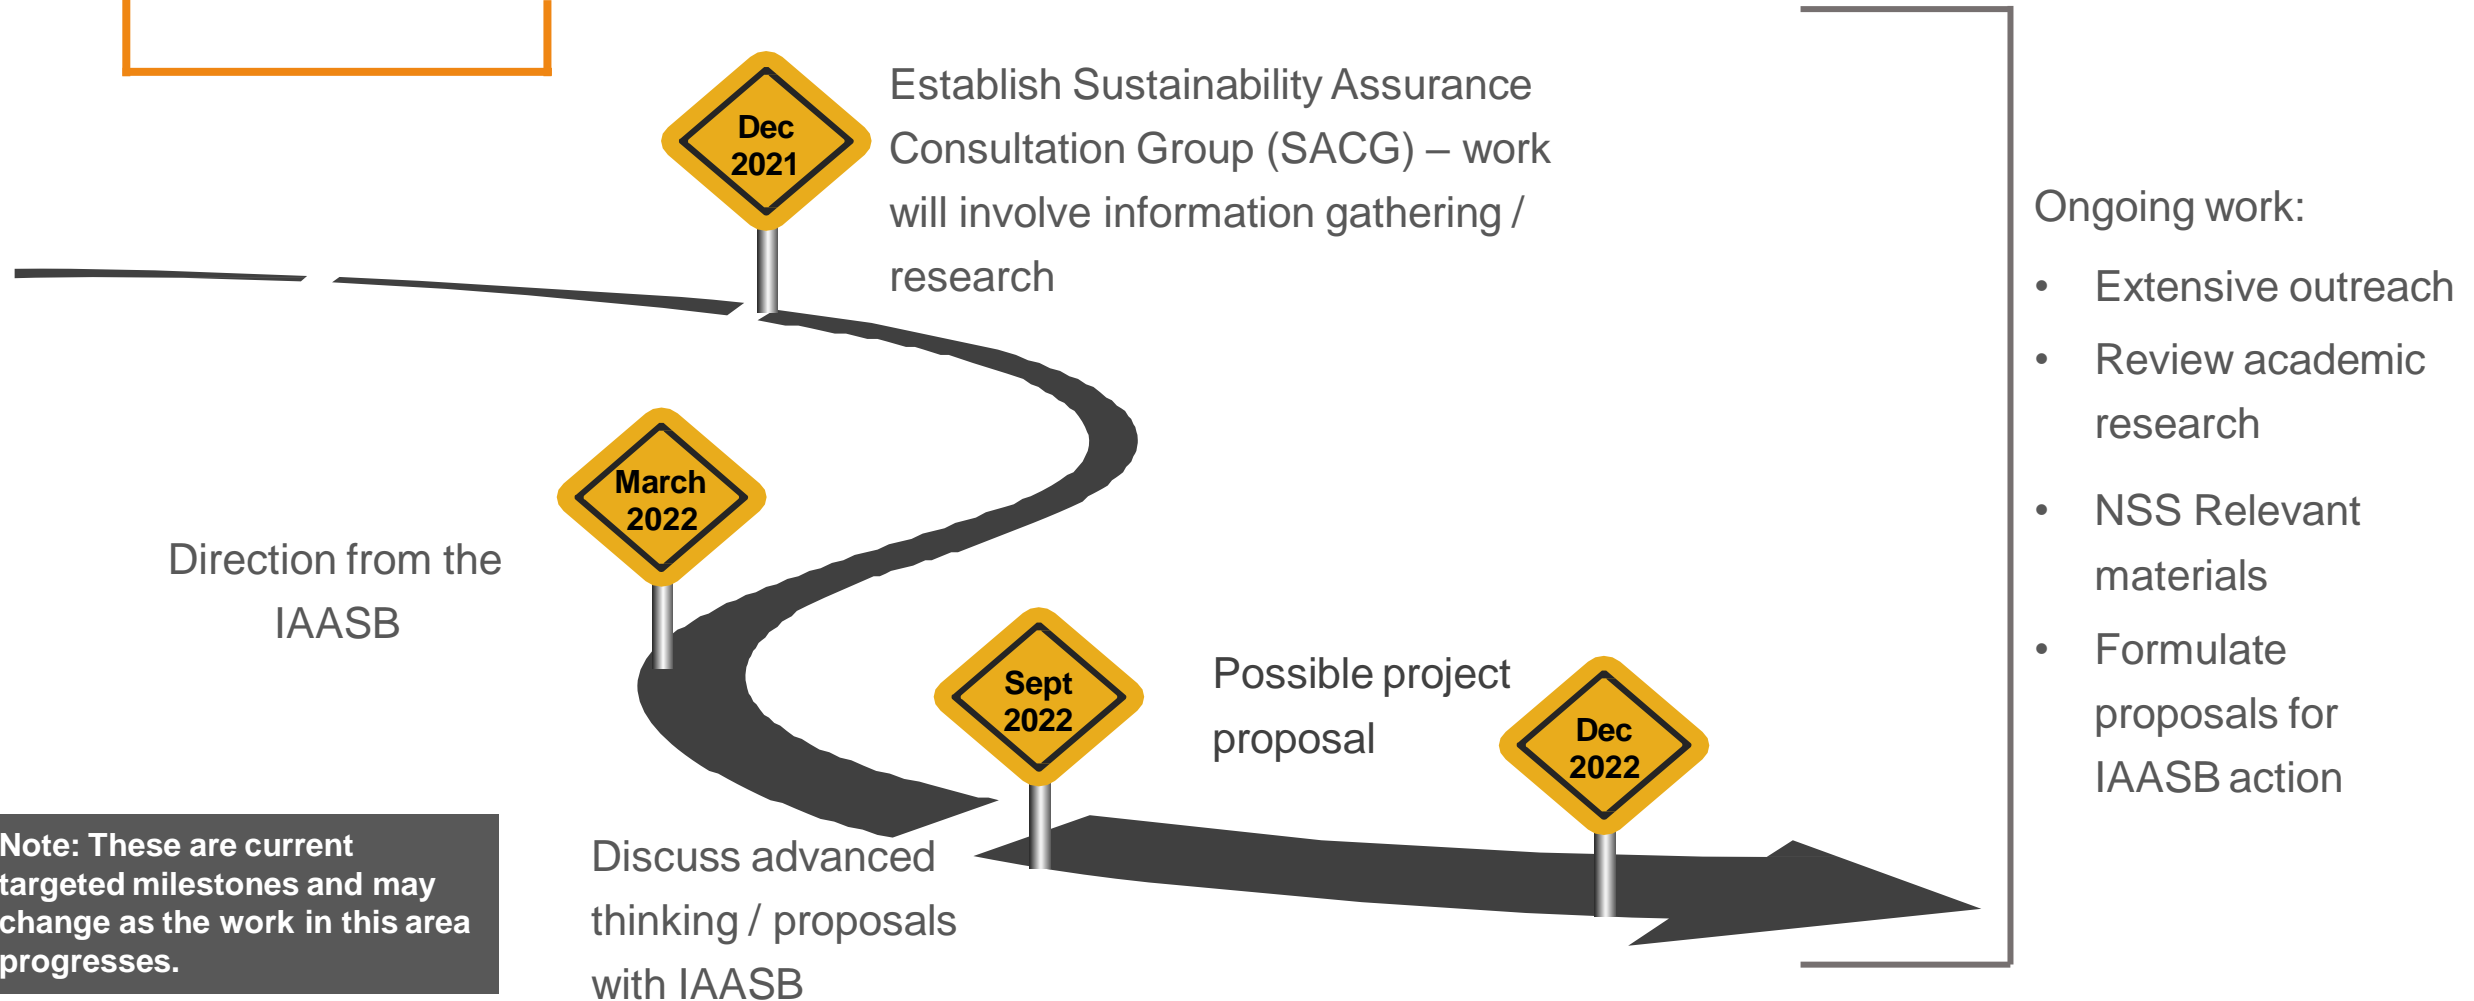 Dec
2021
Establish Sustainability Assurance
Consultation Group (SACG) – work
will involve information gathering /
research
March
2022
Direction from the
IAASB
Sept
2022
Discuss advanced
thinking / proposals
with IAASB
Possible project
proposal
Dec
2022
Note: These are current
targeted milestones and may
change as the work in this area
progresses.
Ongoing work:
• Extensive outreach
• Review academic
research
• NSS Relevant
materials
• Formulate
proposals for
IAASB action